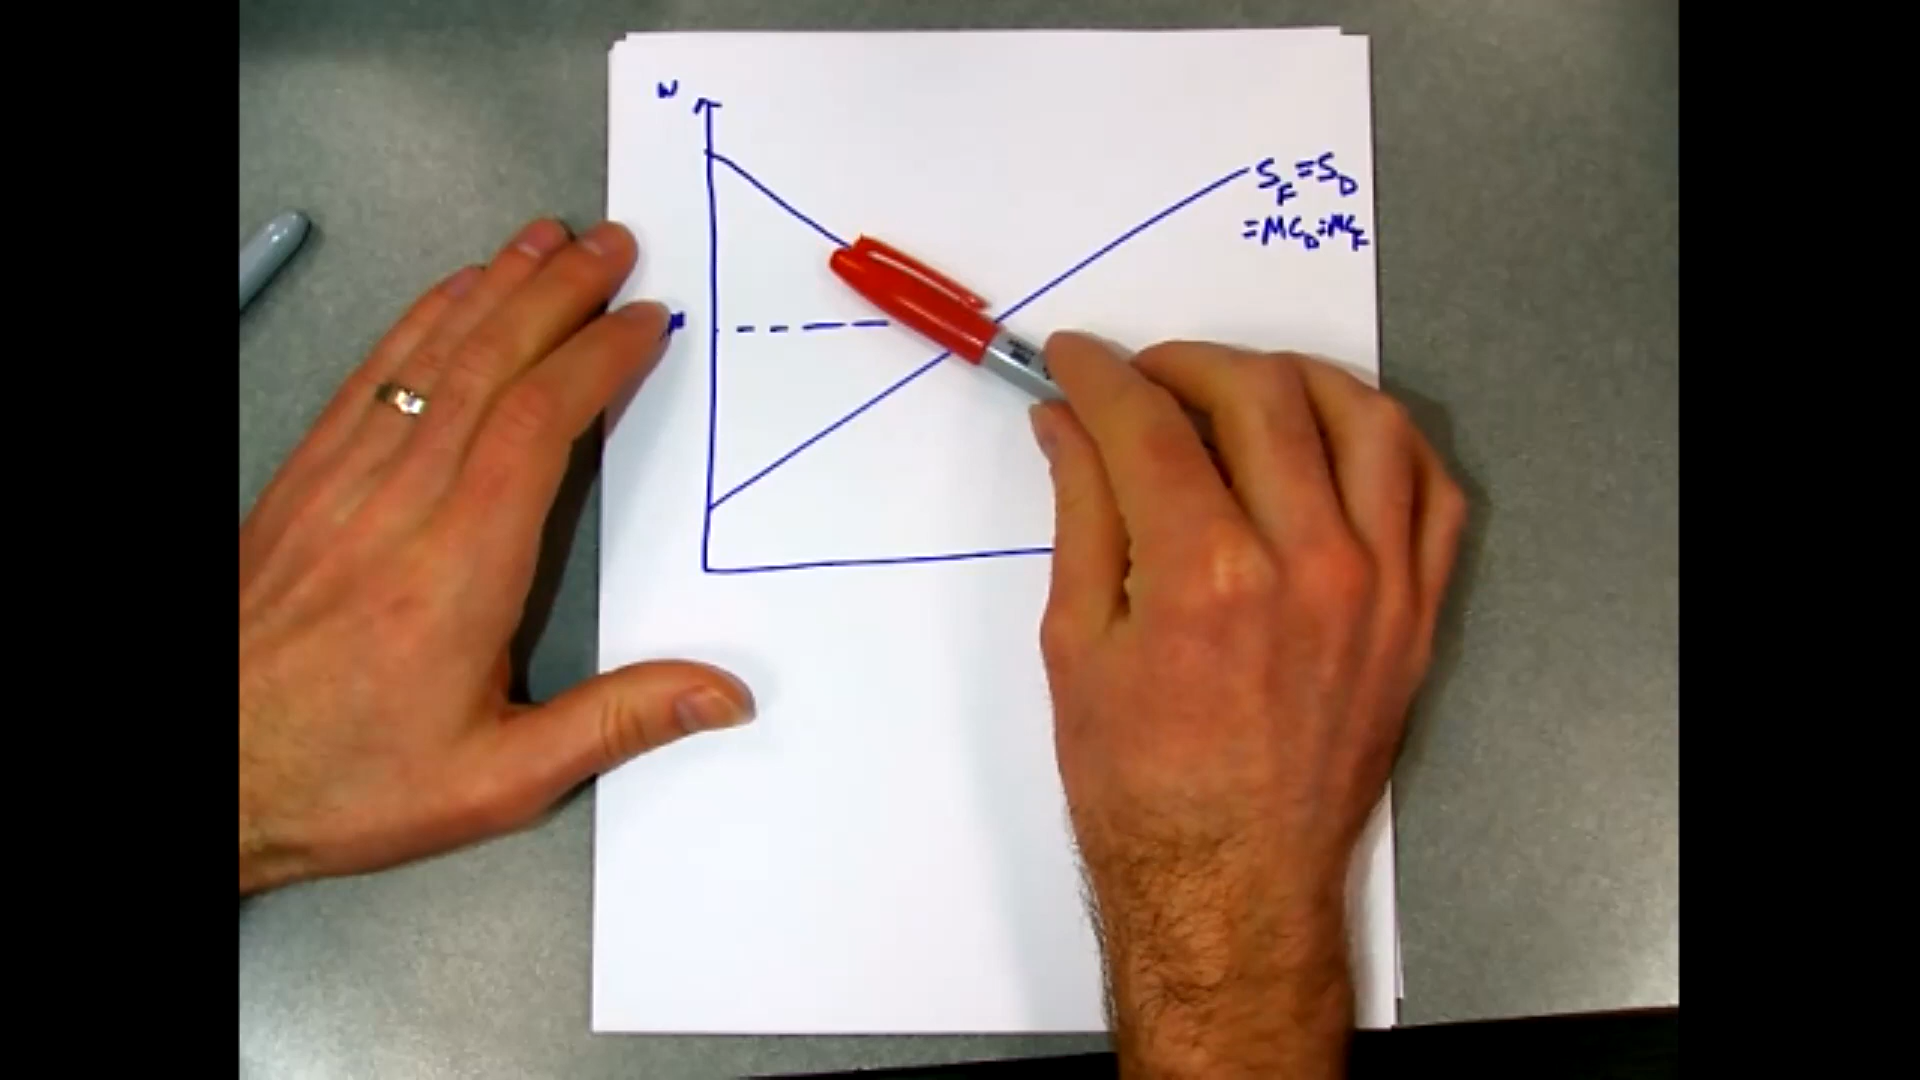 W
S_F = S_D
= MC_D = MC_F